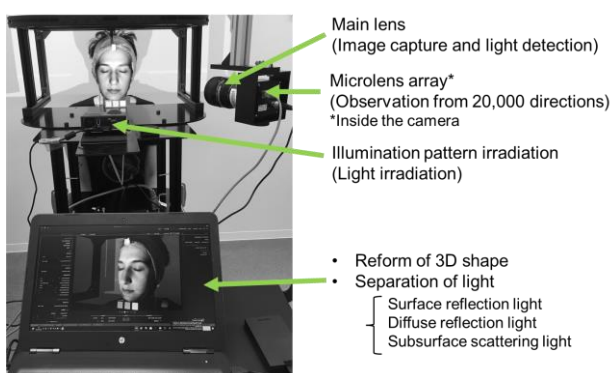 Main lens
(Image capture and light detection)
Microlens array*
(Observation from 20,000 directions)
*Inside the camera
Illumination pattern irradiation
(Light irradiation)
• Reform of 3D shape
• Separation of light
Surface reflection light
Diffuse reflection light
Subsurface scattering light